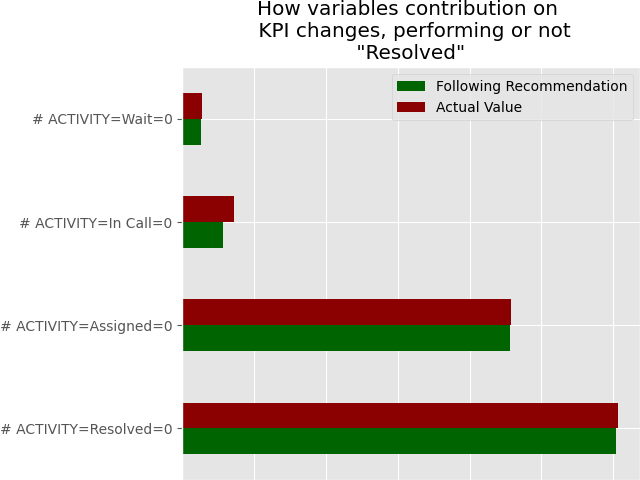 How variables contribution on
KPI changes, performing or not
"Resolved"
Following Recommendation
Actual Value
# ACTIVITY=Wait=0
# ACTIVITY=In Call=0
# ACTIVITY=Assigned=0
# ACTIVITY=Resolved=0